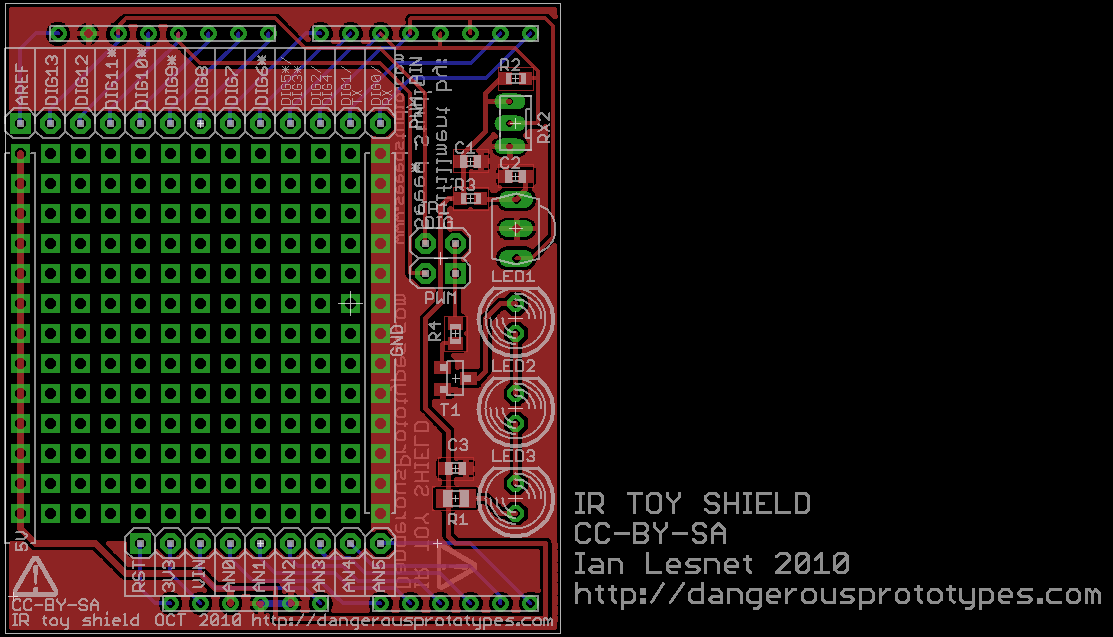 R2
AREF
DIG13
DIG12
DIG11*
DIG10*
DIG9*
DIG8
DIG7
DIG6*
DIG5*/
DIG3*
DIG2/
DIG4
DIG1/
TX
DIG0/
RX
RX2
C1
C2
R3
DIG
PWM
LED1
R4
GND
LED2
T1
C3
LED3
R1
5V
RST
3V3
VIN
AN0
AN1
AN2
AN3
AN4
AN5
CC-BY-SA
IR toy shield OCT 2010 http://dangerousprototypes.com
IR TOY SHIELD
CC-BY-SA
Ian Lesnet 2010
http://dangerousprototypes.com